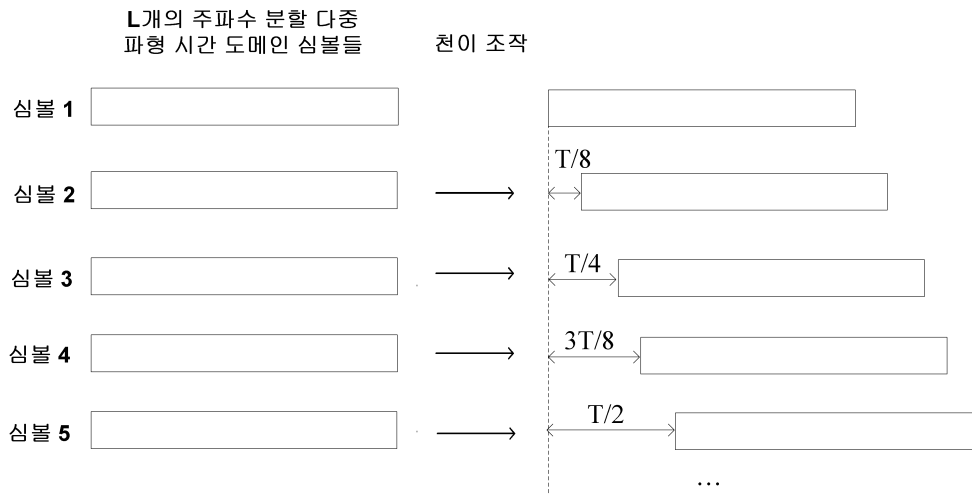 L개의 주파수 분할 다중
파형 시간 도메인 심볼들
천이 조작
심볼 1
심볼 2
T/8
심볼 3
T/4
심볼 4
3T/8
심볼 5
T/2
...